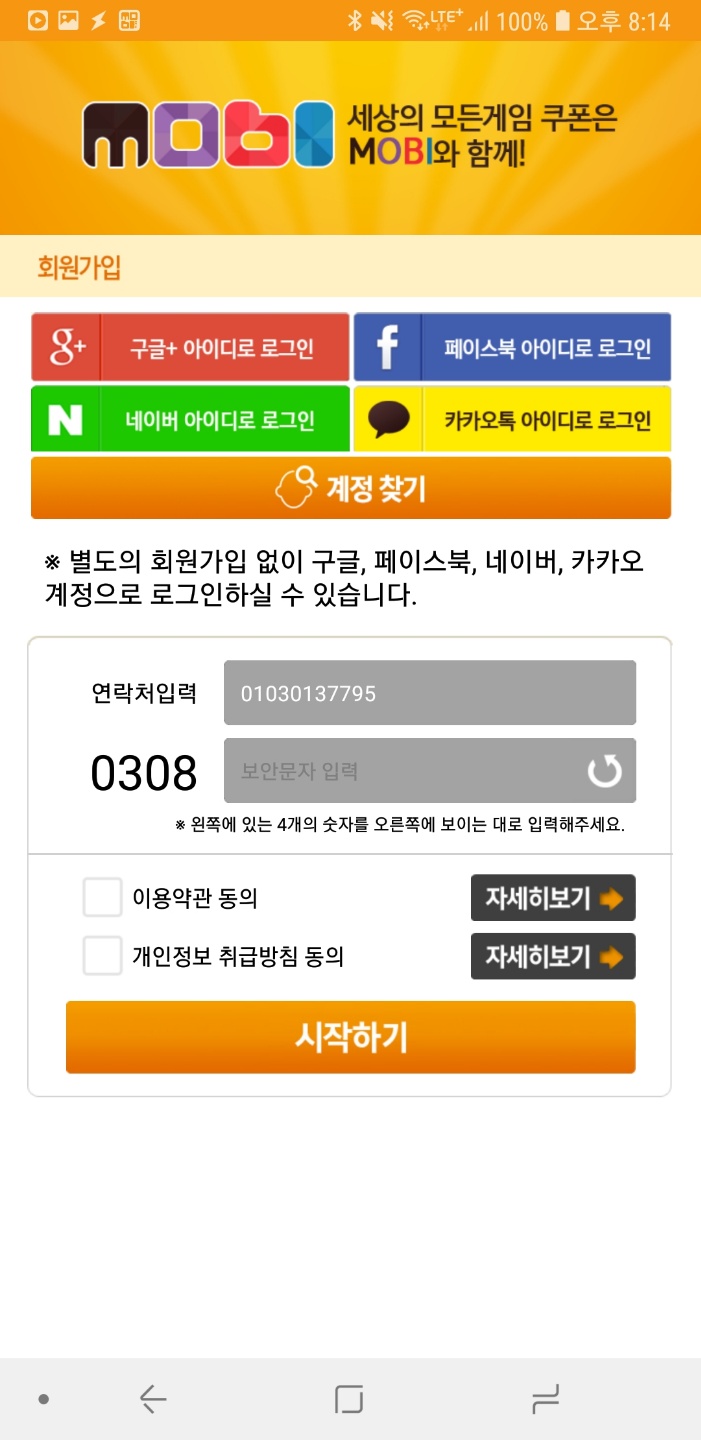 LTE+ 100% 오후 8:14
mobi 세상의 모든게임 쿠폰은
MOBI와 함께!
회원가입
g+ 구글+ 아이디로 로그인
f 페이스북 아이디로 로그인
N 네이버 아이디로 로그인
카카오톡 아이디로 로그인
계정 찾기
※ 별도의 회원가입 없이 구글, 페이스북, 네이버, 카카오
계정으로 로그인하실 수 있습니다.
연락처입력 01030137795
0308 보안문자 입력
※ 왼쪽에 있는 4개의 숫자를 오른쪽에 보이는 대로 입력해주세요.
이용약관 동의 자세히보기
개인정보 취급방침 동의 자세히보기
시작하기